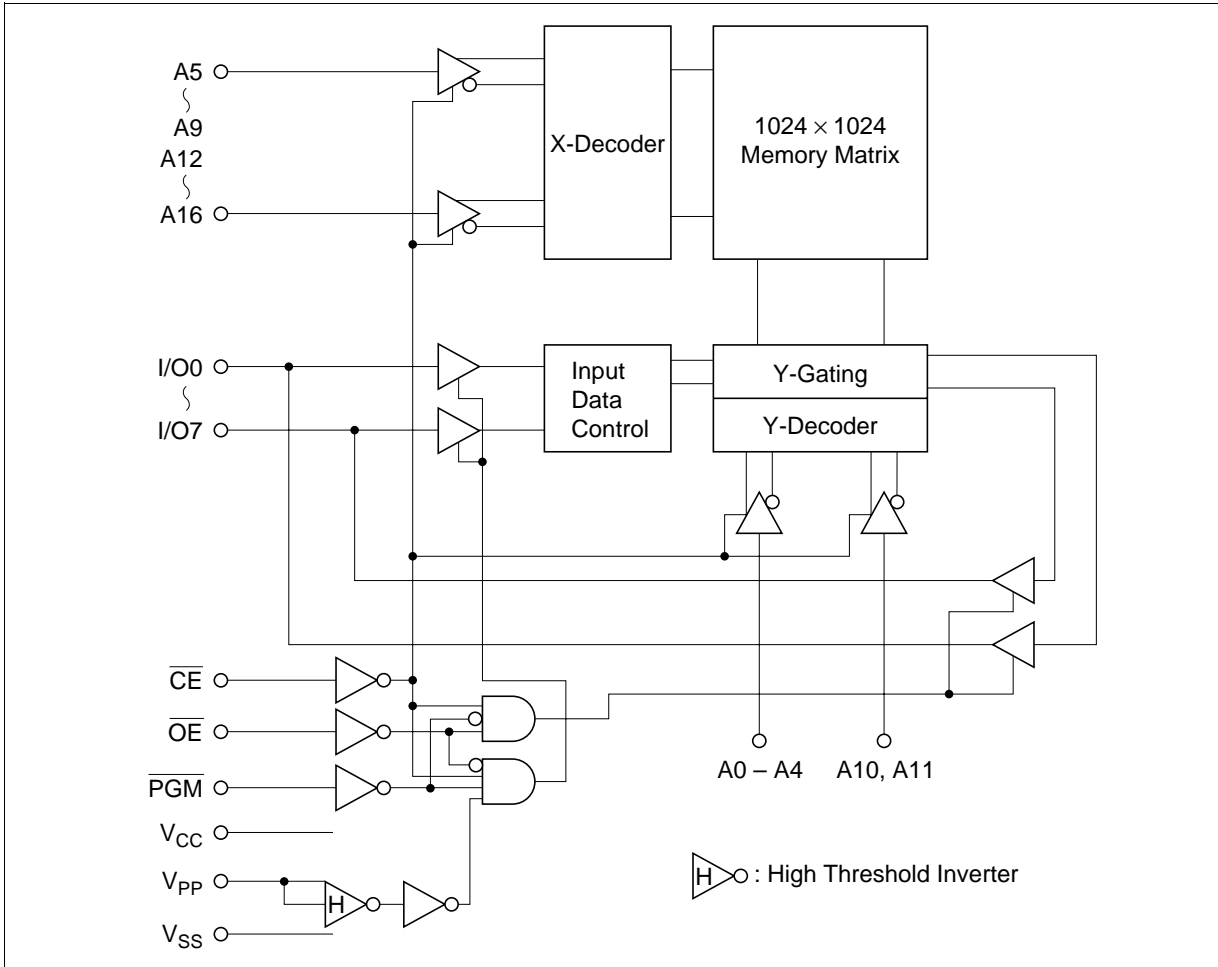 A5
A9
A12
A16
X-Decoder
1024 × 1024
Memory Matrix
I/O0
I/O7
Input
Data
Control
Y-Gating
Y-Decoder
CE
OE
PGM
A0 – A4
A10, A11
VCC
VPP
H
VSS
H : High Threshold Inverter